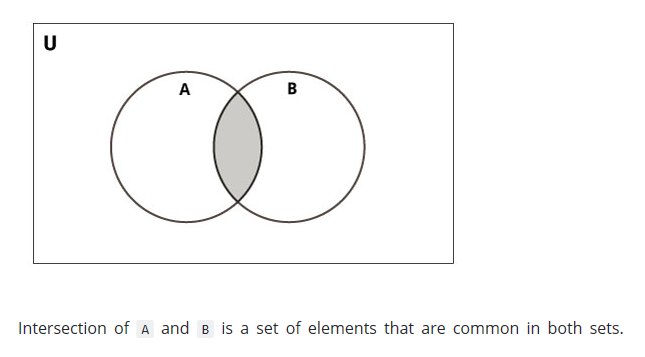 U
A B
Intersection of A and B is a set of elements that are common in both sets.